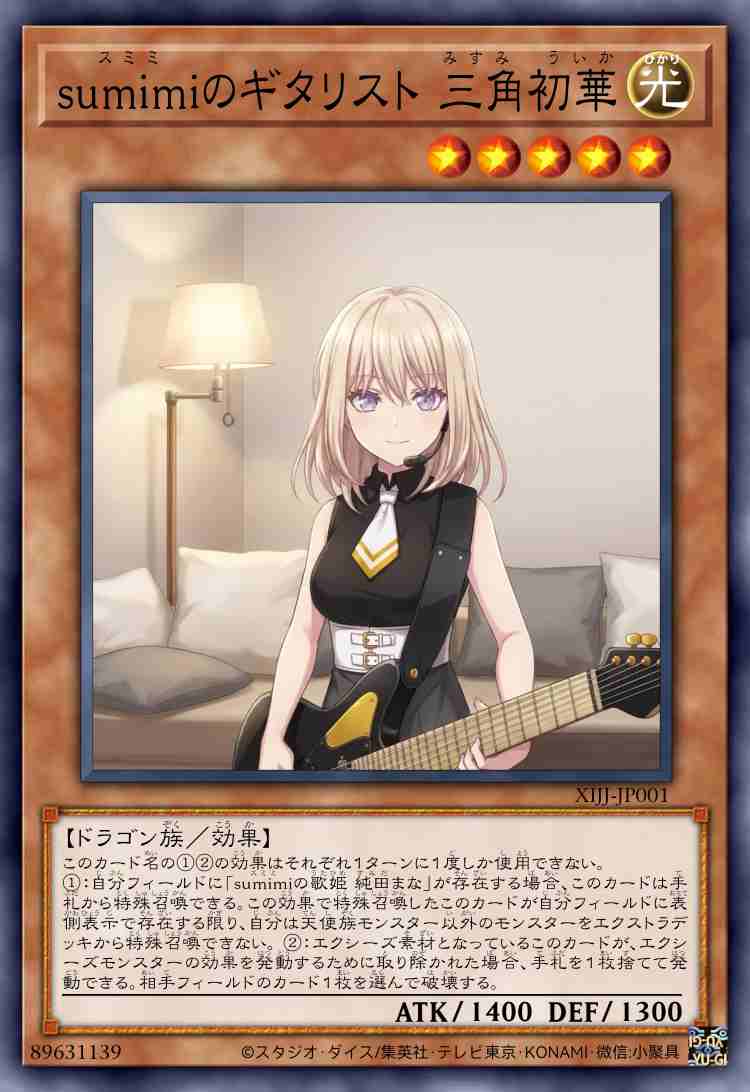 スミミ みすみ ういか
sumimiのギタリスト 三角初華
ひかり
光
XIJJ-JP001
【ドラゴン族／効果】
このカード名の①②の効果はそれぞれ1ターンに1度しか使用できない。
①:自分フィールドに「sumimiの歌姫 純田まな」が存在する場合、このカードは手
札から特殊召喚できる。この効果で特殊召喚したこのカードが自分フィールドに表
側表示で存在する限り、自分は天使族モンスター以外のモンスターをエクストラデ
ッキから特殊召喚できない。②:エクシーズ素材となっているこのカードが、エクシ
ーズモンスターの効果を発動するために取り除かれた場合、手札を1枚捨てて発
動できる。相手フィールドのカード1枚を選んで破壊する。
ATK/1400 DEF/1300
89631139 ©スタジオ・ダイス/集英社・テレビ東京・KONAMI・微信:小聚具